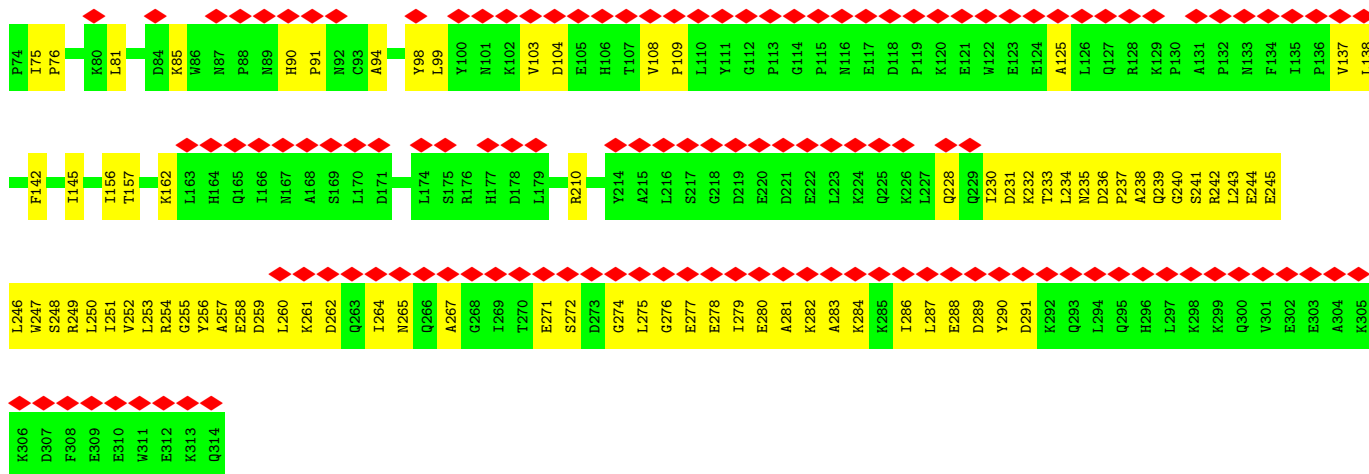 P74 I75 P76 K80 L81 D84 K85 W86 N87 P88 N89 H90 P91 N92 C93 A94 Y98 L99 Y100 N101 K102 V103 D104 E105 H106 T107 V108 P109 L110 Y111 G112 P113 G114 P115 N116 E117 D118 P119 K120 E121 W122 E123 E124 A125 L126 Q127 R128 K129 P130 A131 P132 N133 F134 I135 P136 V137 L138
F142 I145 I156 T157 K162 L163 H164 Q165 I166 N167 A168 S169 L170 D171 L174 S175 R176 H177 D178 L179 R210 Y214 A215 L216 S217 G218 D219 E220 D221 E222 L223 K224 Q225 K226 L227 Q228 Q229 I230 D231 K232 T233 L234 N235 D236 P237 A238 Q239 G240 S241 R242 L243 E244 E245
L246 W247 S248 R249 L250 I251 V252 L253 R254 G255 Y256 A257 E258 D259 L260 K261 D262 Q263 I264 N265 Q266 A267 G268 I269 T270 E271 S272 D273 G274 L275 G276 E277 E278 I279 E280 A281 K282 A283 K284 K285 I286 L287 E288 D289 Y290 D291 K292 Q293 L294 Q295 H296 L297 K298 K299 Q300 V301 E302 E303 A304 K305
K306 D307 F308 E309 E310 W311 E312 K313 Q314